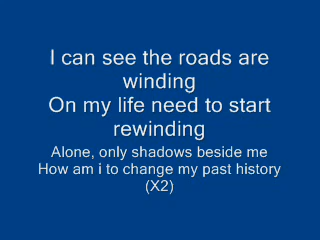 I can see the roads are
winding
On my life need to start
rewinding
Alone, only shadows beside me
How am i to change my past history
(X2)